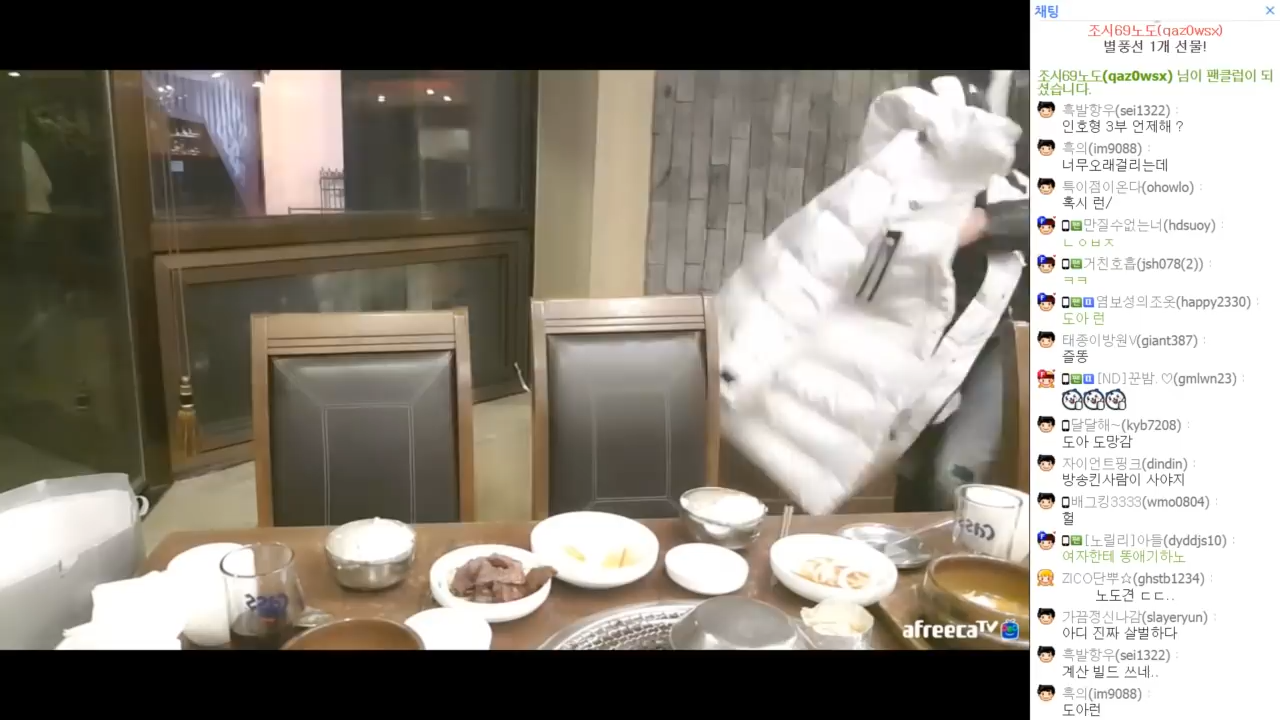 채팅
조시69노도(qaz0wsx)
별풍선 1개 선물!
조시69노도(qaz0wsx) 님이 팬클럽이 되
셨습니다.
흑발항우(sei1322) :
인호형 3부 언제해 ?
흑의(im9088) :
너무오래걸리는데
특이점이온다(ohowlo) :
혹시 런/
만질수없는너(hdsuoy) :
ㄴㅇㅂㅈ
거친호흡(jsh078(2)) :
ㅋㅋ
염보성의조옷(happy2330) :
도아 런
태종이방원V(giant387) :
즐똥
[ND]꾼밤.♡(gmlwn23) :
달달해~(kyb7208) :
도아 도망감
자이언트핑크(dindin) :
방송킨사람이 사야지
배그킹3333(wmo0804) :
헐
[노릴리]아들(dyddjs10) :
여자한테 똥얘기하노
ZICO단뿌☆(ghstb1234) :
노도견 ㄷㄷ..
가끔정신나감(slayeryun) :
아디 진짜 살벌하다
흑발항우(sei1322) :
계산 빌드 쓰네..
흑의(im9088) :
도아런
cass
cass
afreecaTV